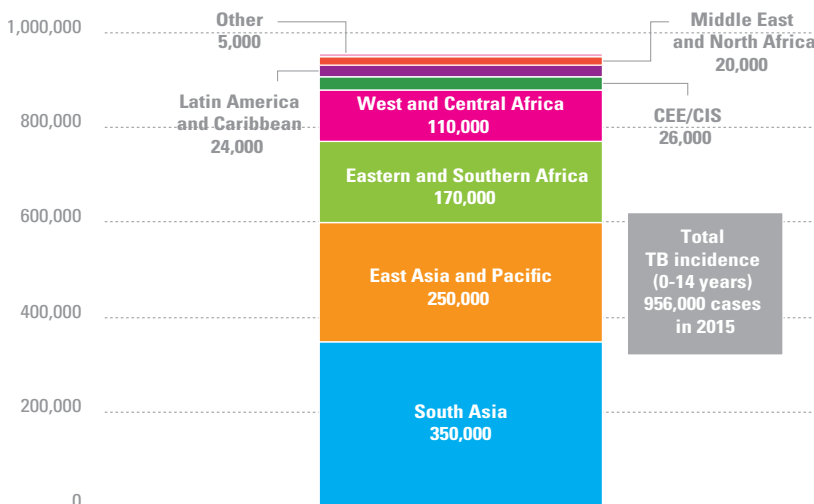 1,000,000
800,000
600,000
400,000
200,000
0
Other
5,000
Middle East
and North Africa
20,000
Latin America
and Caribbean
24,000
CEE/CIS
26,000
West and Central Africa
110,000
Eastern and Southern Africa
170,000
East Asia and Pacific
250,000
South Asia
350,000
Total
TB incidence
(0-14 years)
956,000 cases
in 2015